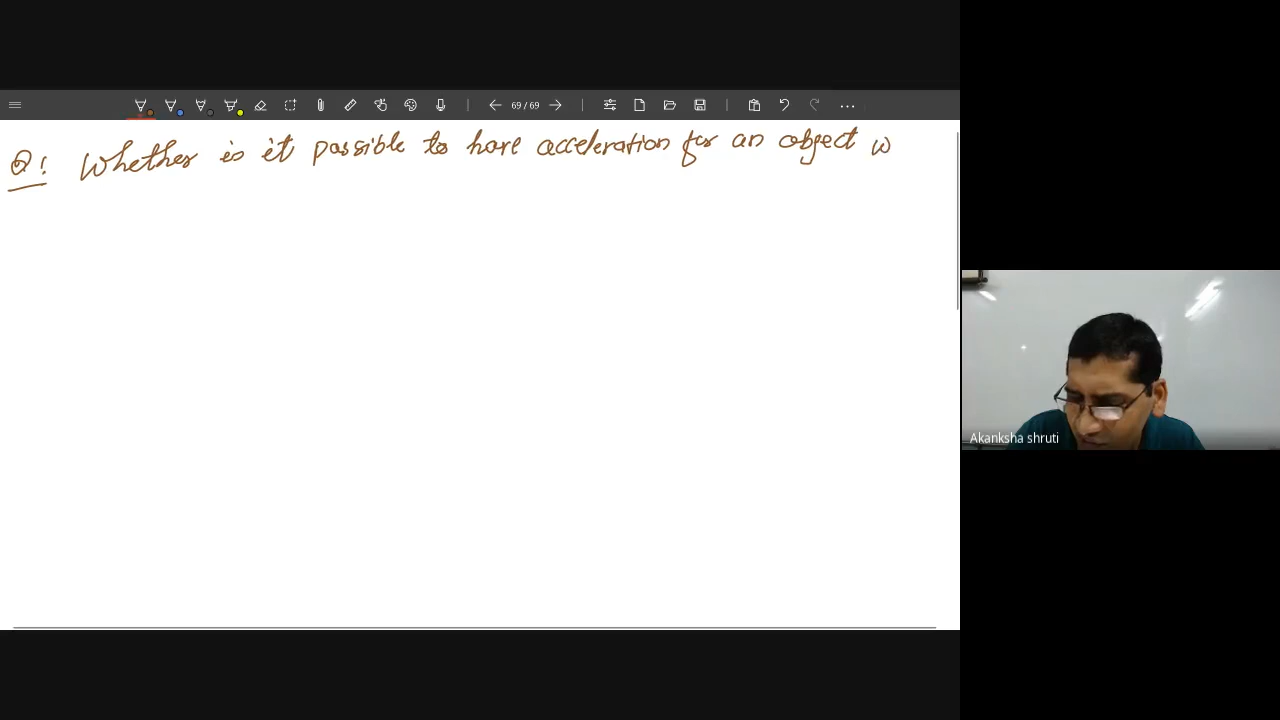 69/69
Q! Whether is it possible to have acceleration for an object w
Akanksha shruti